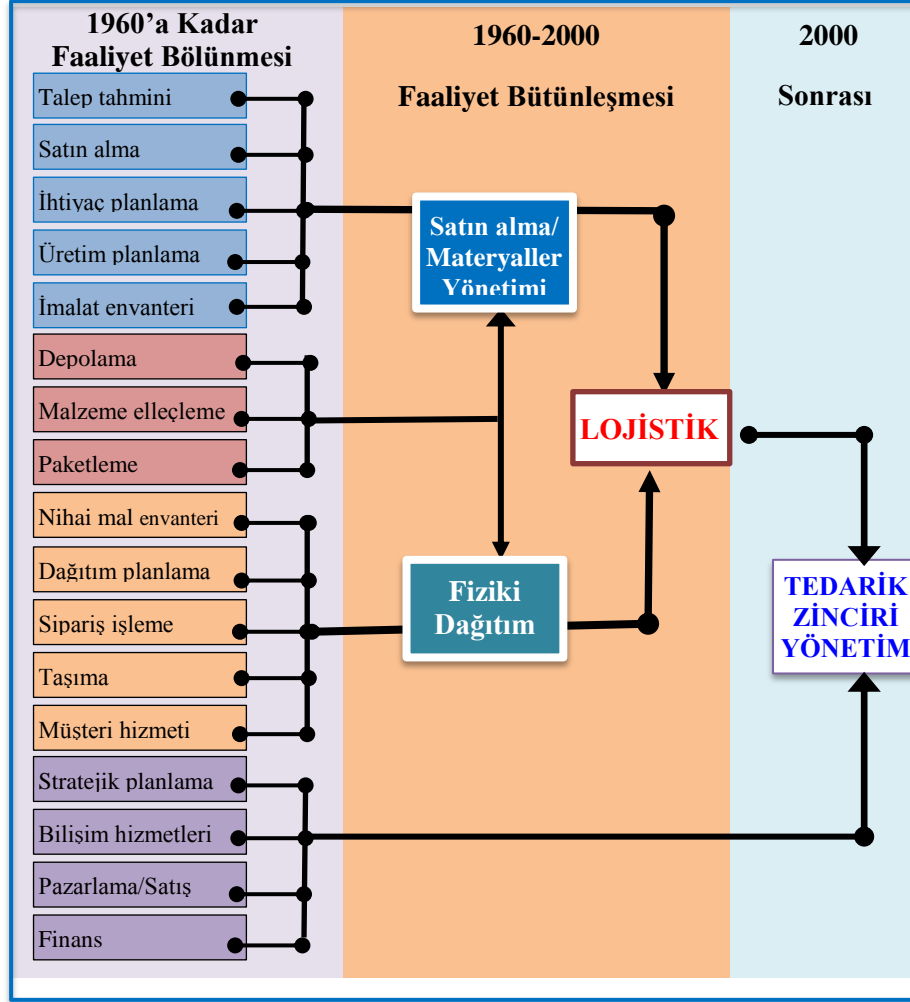 1960’a Kadar
Faaliyet Bölünmesi
Talep tahmini
Satın alma
İhtiyaç planlama
Üretim planlama
İmalat envanteri
Depolama
Malzeme elleçleme
Paketleme
Nihai mal envanteri
Dağıtım planlama
Sipariş işleme
Taşıma
Müşteri hizmeti
Stratejik planlama
Bilişim hizmetleri
Pazarlama/Satış
Finans
1960-2000
Faaliyet Bütünleşmesi
Satın alma/
Materyaller
Yönetimi
Fiziki
Dağıtım
LOJİSTİK
2000
Sonrası
TEDARİK
ZİNCİRİ
YÖNETİM